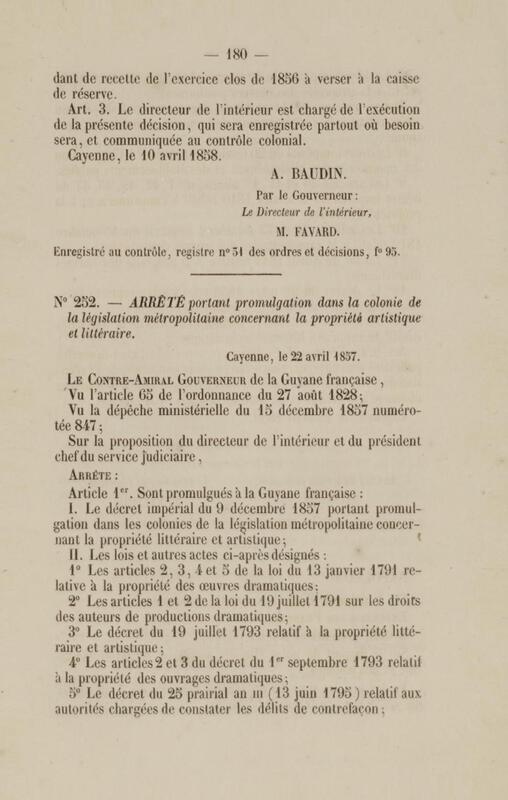 — 180 —
dant de recette de l'exercice clos de 1856 à verser à la caisse
de réserve.
Art. 3. Le directeur de l'intérieur est chargé de l'exécution
de la présente décision, qui sera enregistrée partout où besoin
sera, et communiquée au contrôle colonial.
Cayenne, le 10 avril 1858.
A. BAUDIN.
Par le Gouverneur :
Le Directeur de l'intérieur,
M. FAVARD.
Enregistré au contrôle, registre n° 51 des ordres et décisions, f° 95.
N° 252. — ARRÊTÉ portant promulgation dans la colonie de
la législation métropolitaine concernant la propriété artistique
et littéraire.
Cayenne, le 22 avril 1857.
LE CONTRE-AMIRAL GOUVERNEUR de la Guyane française,
Vu l'article 65 de l'ordonnance du 27 août 1828;
Vu la dépêche ministérielle du 15 décembre 1857 numéro-
tée 847;
Sur la proposition du directeur de l'intérieur et du président
chef du service judiciaire,
ARRÊTE :
Article 1er. Sont promulgués à la Guyane française :
I. Le décret impérial du 9 décembre 1857 portant promul-
gation dans les colonies de la législation métropolitaine concer-
nant la propriété littéraire et artistique;
II. Les lois et autres actes ci-après désignés :
1° Les articles 2, 3, 4 et 5 de la loi du 13 janvier 1791 re-
lative à la propriété des œuvres dramatiques;
2° Les articles 1 et 2 de la loi du 19 juillet 1791 sur les droits
des auteurs de productions dramatiques;
3° Le décret du 19 juillet 1793 relatif à la propriété litté-
raire et artistique;
4° Les articles 2 et 3 du décret du 1er septembre 1793 relatif
à la propriété des ouvrages dramatiques;
5° Le décret du 25 prairial an III (13 juin 1795) relatif aux
autorités chargées de constater les délits de contrefaçon;